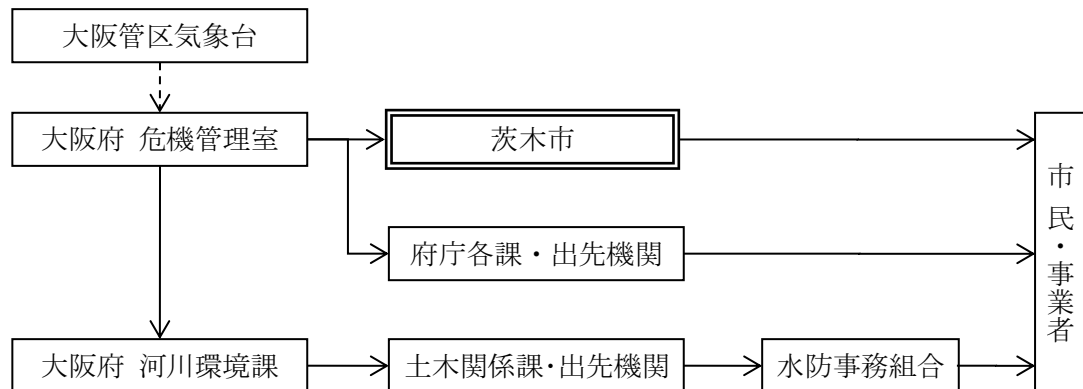 大阪管区気象台
大阪府 危機管理室
茨木市
府庁各課・出先機関
大阪府 河川環境課
土木関係課・出先機関
水防事務組合
市民・事業者